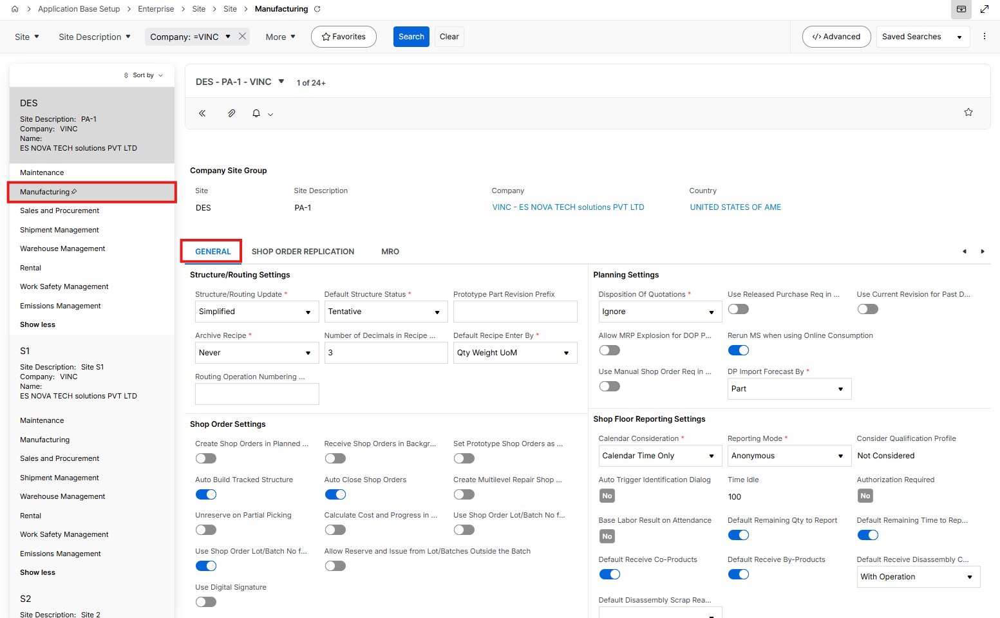 Application Base Setup > Enterprise > Site > Site > Manufacturing
Site Site Description Company: =VINC More Favorites Search Clear </> Advanced Saved Searches
Sort by
DES
Site Description: PA-1
Company: VINC
Name:
ES NOVA TECH solutions PVT LTD
Maintenance
Manufacturing
Sales and Procurement
Shipment Management
Warehouse Management
Rental
Work Safety Management
Emissions Management
Show less
S1
Site Description: Site S1
Company: VINC
Name:
ES NOVA TECH solutions PVT LTD
Maintenance
Manufacturing
Sales and Procurement
Shipment Management
Warehouse Management
Rental
Work Safety Management
Emissions Management
Show less
S2
Site Description: Site 2
DES - PA-1 - VINC 1 of 24+
Company Site Group
Site Site Description Company Country
DES PA-1 VINC - ES NOVA TECH solutions PVT LTD UNITED STATES OF AME
GENERAL SHOP ORDER REPLICATION MRO
Structure/Routing Settings
Structure/Routing Update * Default Structure Status * Prototype Part Revision Prefix
Simplified Tentative
Archive Recipe * Number of Decimals in Recipe ... Default Recipe Enter By *
Never 3 Qty Weight UoM
Routing Operation Numbering ...
Shop Order Settings
Create Shop Orders in Planned ... Receive Shop Orders in Backgr... Set Prototype Shop Orders as ...
Auto Build Tracked Structure Auto Close Shop Orders Create Multilevel Repair Shop ...
Unreserve on Partial Picking Calculate Cost and Progress in ... Use Shop Order Lot/Batch No f...
Use Shop Order Lot/Batch No f... Allow Reserve and Issue from Lot/Batches Outside the Batch
Use Digital Signature
Planning Settings
Disposition Of Quotations * Use Released Purchase Req in ... Use Current Revision for Past D...
Ignore
Allow MRP Explosion for DOP P... Rerun MS when using Online Consumption
Use Manual Shop Order Req in ... DP Import Forecast By *
Part
Shop Floor Reporting Settings
Calendar Consideration * Reporting Mode * Consider Qualification Profile
Calendar Time Only Anonymous Not Considered
Auto Trigger Identification Dialog Time Idle Authorization Required
No 100 No
Base Labor Result on Attendance Default Remaining Qty to Report Default Remaining Time to Rep...
No
Default Receive Co-Products Default Receive By-Products Default Receive Disassembly C...
With Operation
Default Disassembly Scrap Rea...